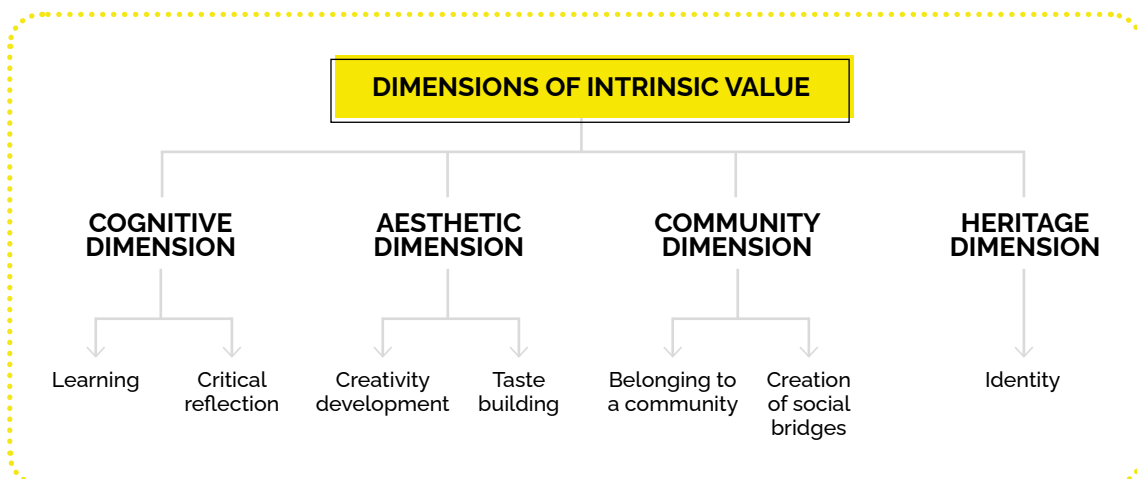 DIMENSIONS OF INTRINSIC VALUE
COGNITIVE
DIMENSION
AESTHETIC
DIMENSION
COMMUNITY
DIMENSION
HERITAGE
DIMENSION
Learning
Critical
reflection
Creativity
development
Taste
building
Belonging to
a community
Creation
of social
bridges
Identity